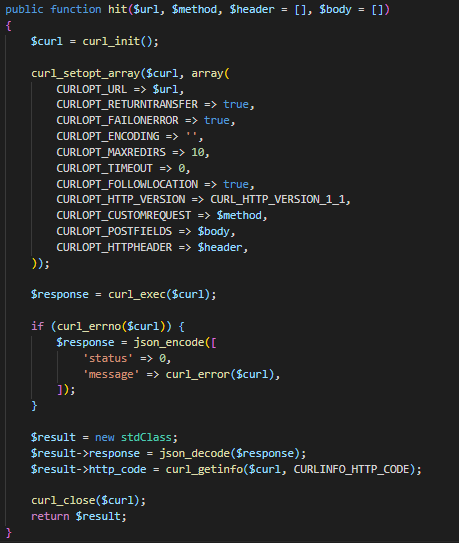 public function hit($url, $method, $header = [], $body = [])
{
    $curl = curl_init();

    curl_setopt_array($curl, array(
        CURLOPT_URL => $url,
        CURLOPT_RETURNTRANSFER => true,
        CURLOPT_FAILONERROR => true,
        CURLOPT_ENCODING => '',
        CURLOPT_MAXREDIRS => 10,
        CURLOPT_TIMEOUT => 0,
        CURLOPT_FOLLOWLOCATION => true,
        CURLOPT_HTTP_VERSION => CURL_HTTP_VERSION_1_1,
        CURLOPT_CUSTOMREQUEST => $method,
        CURLOPT_POSTFIELDS => $body,
        CURLOPT_HTTPHEADER => $header,
    ));

    $response = curl_exec($curl);

    if (curl_errno($curl)) {
        $response = json_encode([
            'status' => 0,
            'message' => curl_error($curl),
        ]);
    }

    $result = new stdClass;
    $result->response = json_decode($response);
    $result->http_code = curl_getinfo($curl, CURLINFO_HTTP_CODE);

    curl_close($curl);
    return $result;
}